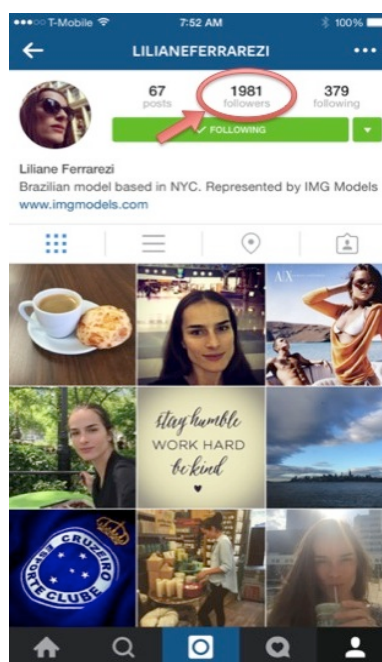 T-Mobile 7:52 AM 100%
LILIANEFERRAREZI
67 1981 379
posts followers following
FOLLOWING
Liliane Ferrarezi
Brazilian model based in NYC. Represented by IMG Models
www.imgmodels.com
A|X
stay humble
WORK HARD
be kind
CRUZEIRO
ESPORTE CLUBE